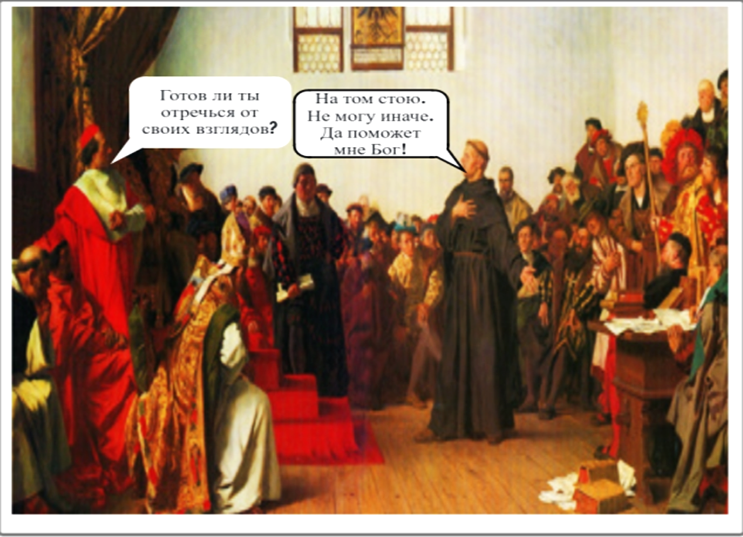 Готов ли ты
отречься от
своих взглядов?
На том стою.
Не могу иначе.
Да поможет
мне Бог!